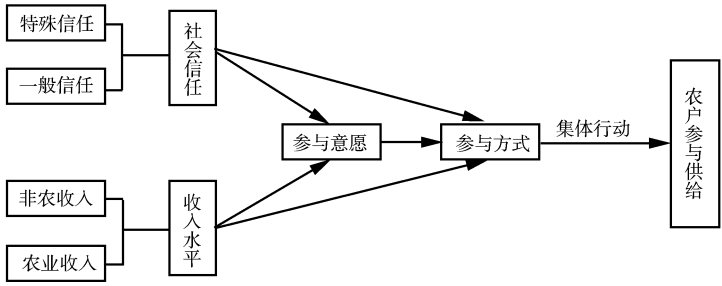 特殊信任
一般信任
社会信任
参与意愿
参与方式
集体行动
农户参与供给
非农收入
农业收入
收入水平